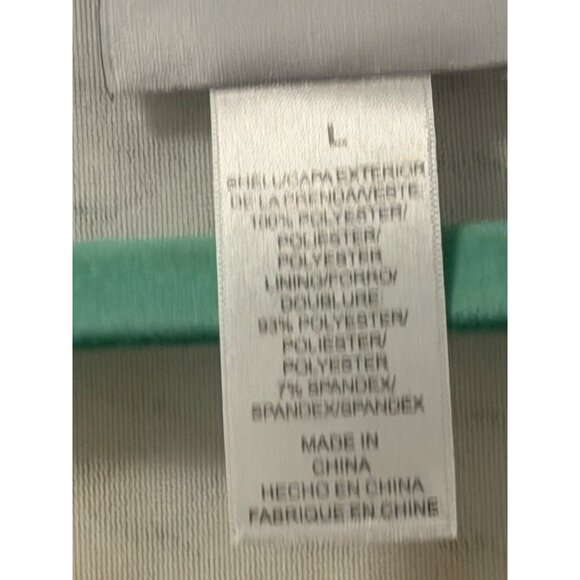 L
SHELL/CAPA EXTERIOR
DE LA PRENDA/VESTE:
100% POLYESTER/
POLIESTER/
POLYESTER
LINING/FORRO/
DOUBLURE:
93% POLYESTER/
POLIESTER/
POLYESTER
7% SPANDEX/
SPANDEX/SPANDEX
MADE IN
CHINA
HECHO EN CHINA
FABRIQUE EN CHINE